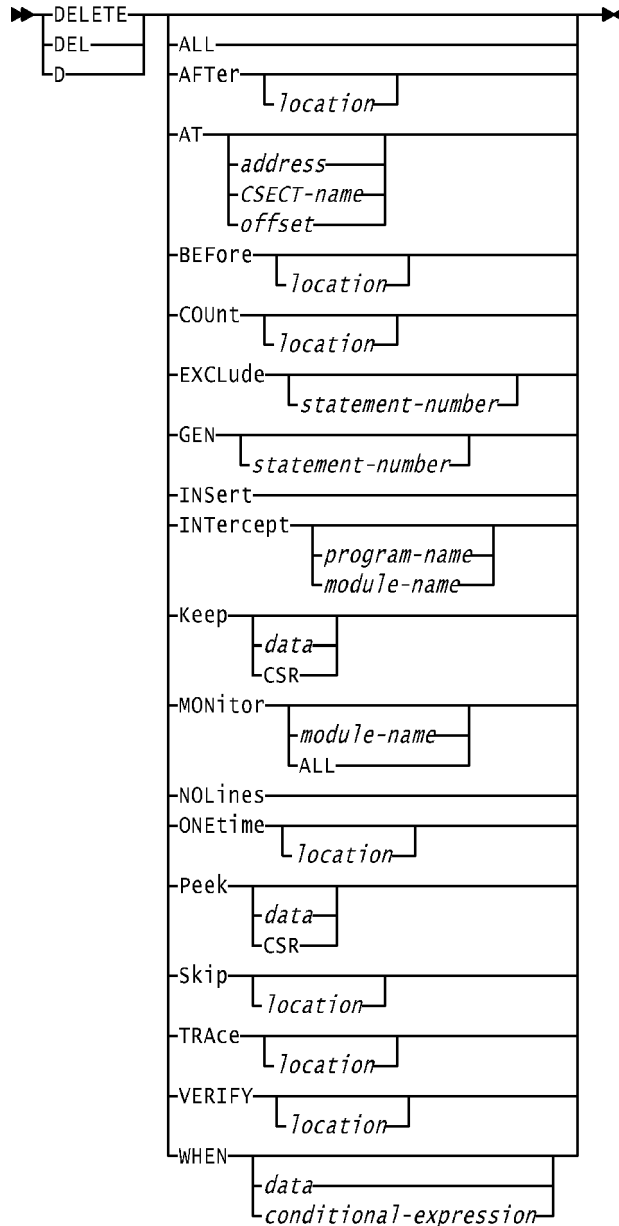 DELETE
DEL
D
ALL
AFTer
location
AT
address
CSECT-name
offset
BEFore
location
COUnt
location
EXCLude
statement-number
GEN
statement-number
INSert
INTercept
program-name
module-name
Keep
data
CSR
MONitor
module-name
ALL
NOLines
ONEtime
location
Peek
data
CSR
Skip
location
TRAce
location
VERIFY
location
WHEN
data
conditional-expression